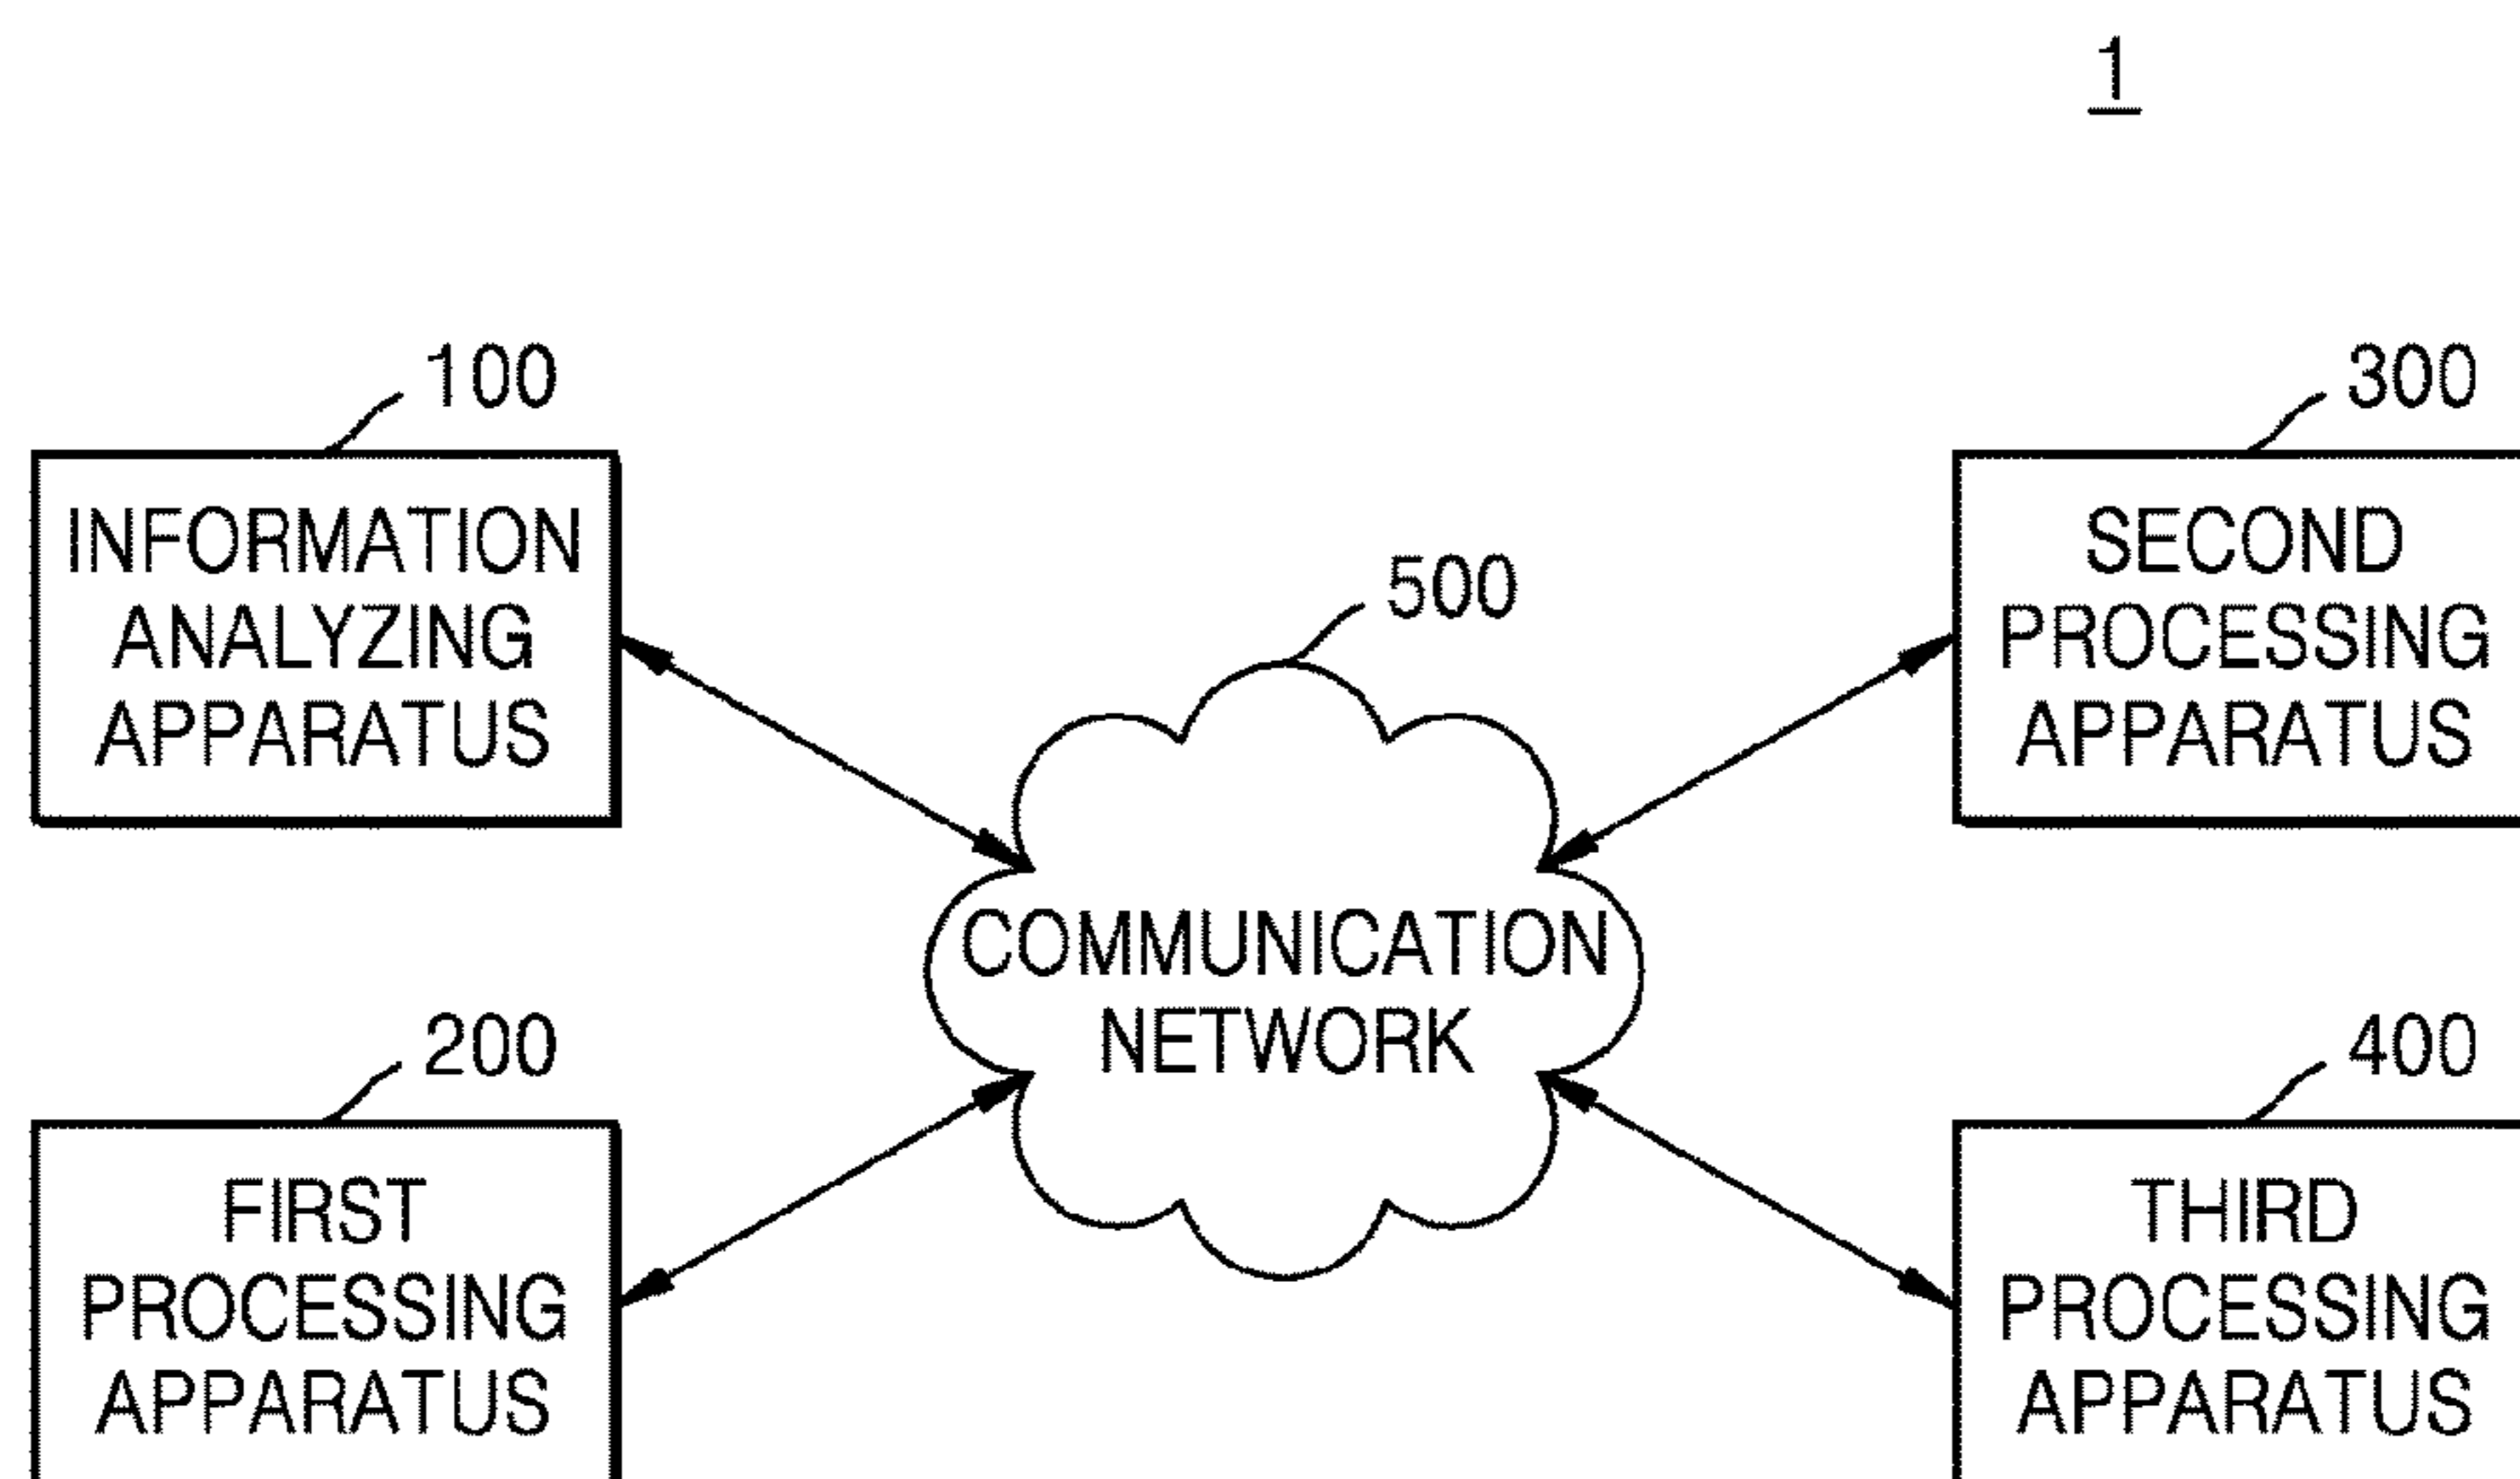 1
100
INFORMATION
ANALYZING
APPARATUS
300
SECOND
PROCESSING
APPARATUS
500
COMMUNICATION
NETWORK
200
FIRST
PROCESSING
APPARATUS
400
THIRD
PROCESSING
APPARATUS